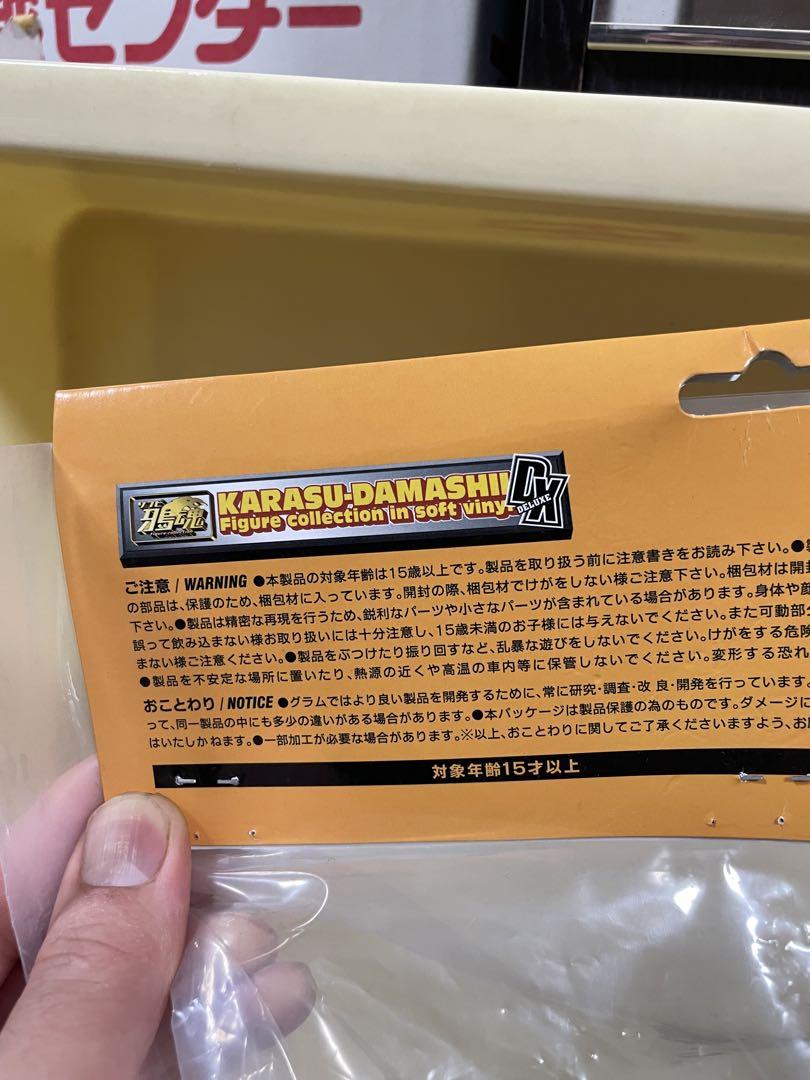 センター
ザ・
鴉魂
KARASU-DAMASHII
DX
Figure collection in soft vinyl
DELUXE
ご注意 / WARNING ●本製品の対象年齢は15歳以上です。製品を取り扱う前に注意書きをお読み下さい。●
の部品は、保護のため、梱包材に入っています。開封の際、梱包材でけがをしない様ご注意下さい。梱包材は開封
下さい。●製品は精密な再現を行うため、鋭利なパーツや小さなパーツが含まれている場合があります。身体や顔
誤って飲み込まない様お取り扱いには十分注意し、15歳未満のお子様には与えないでください。また可動部分
まない様ご注意ください。●製品をぶつけたり振り回すなど、乱暴な遊びをしないでください。けがをする危険
●製品を不安定な場所に置いたり、熱源の近くや高温の車内等に保管しないでください。変形する恐れ
おことわり / NOTICE ●グラムではより良い製品を開発するために、常に研究・調査・改 良・開発を行っています。
って、同一製品の中にも多少の違いがある場合があります。●本パッケージは製品保護の為のものです。ダメージに
はいたしかねます。●一部加工が必要な場合があります。※以上、おことわりに関してご了承くださいますよう、お
対象年齢15才以上